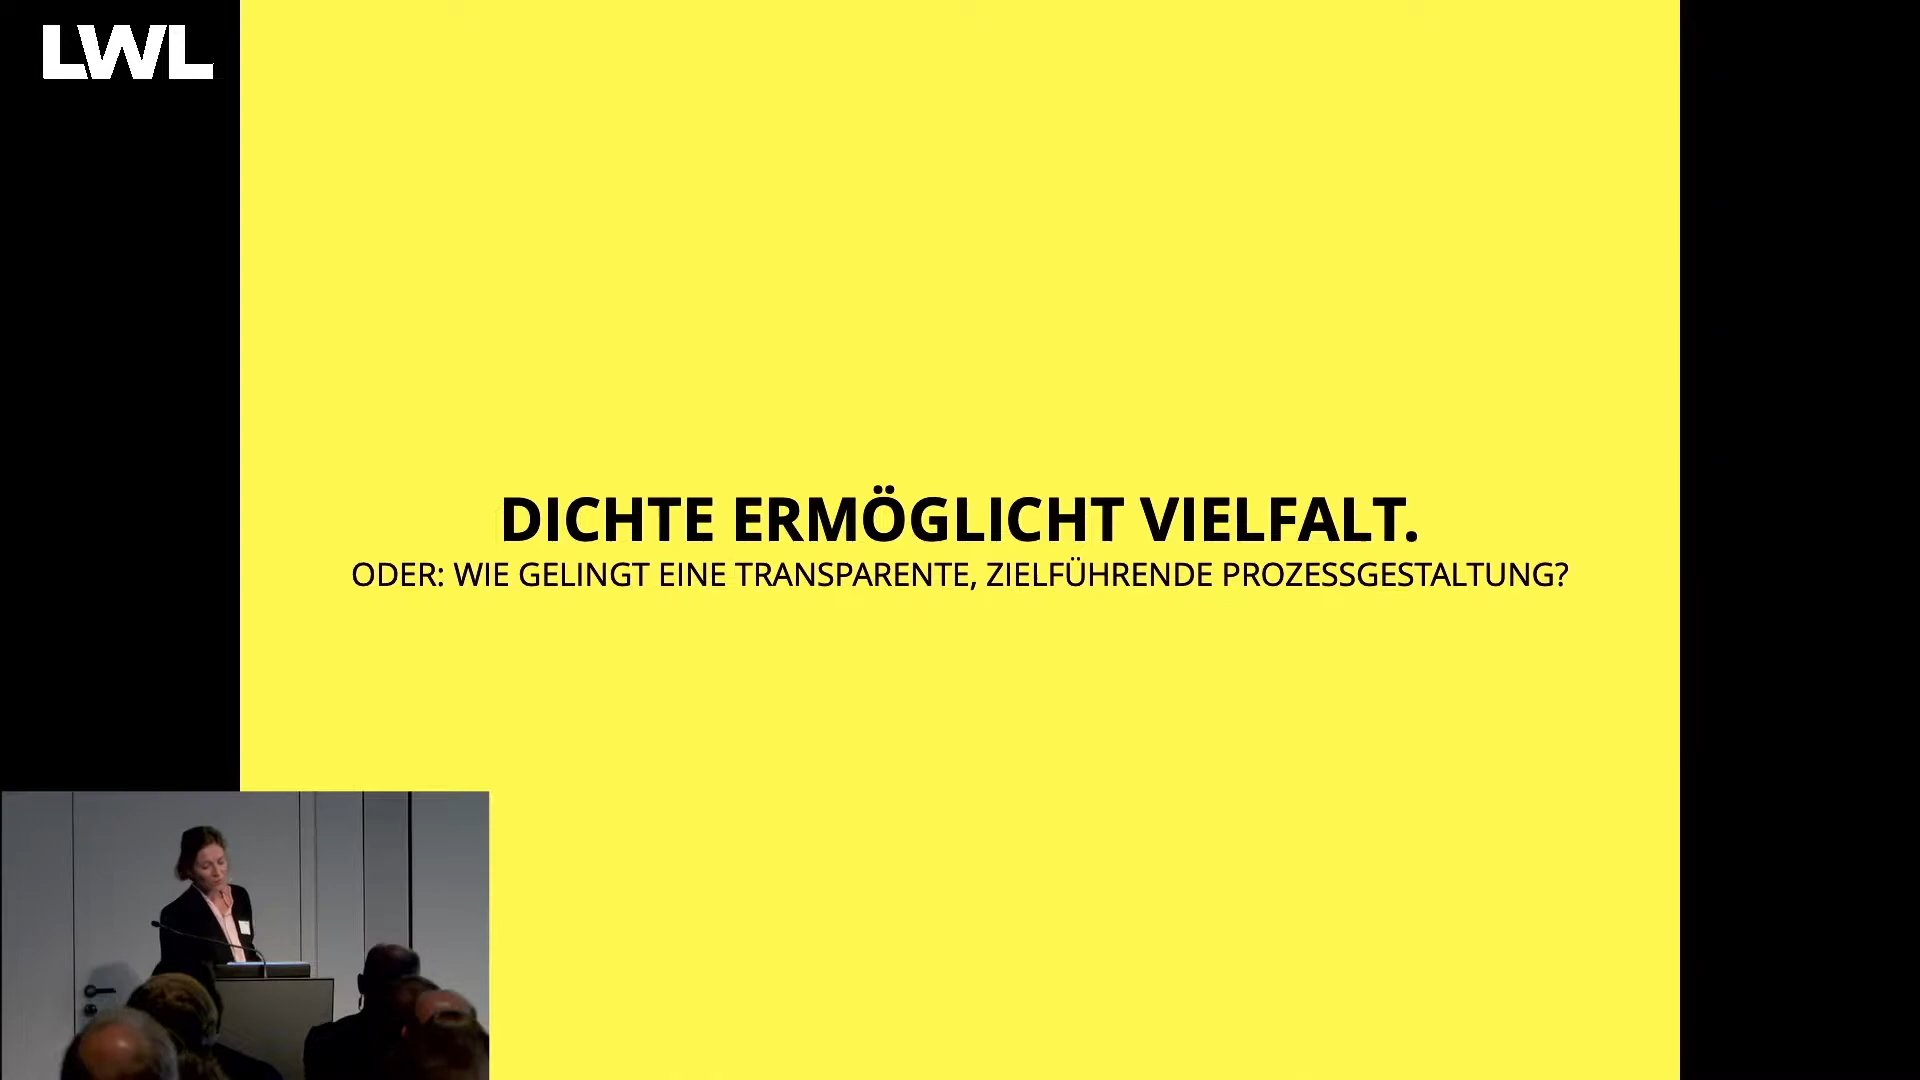 LWL
DICHTE ERMÖGLICHT VIELFALT.
ODER: WIE GELINGT EINE TRANSPARENTE, ZIELFÜHRENDE PROZESSGESTALTUNG?